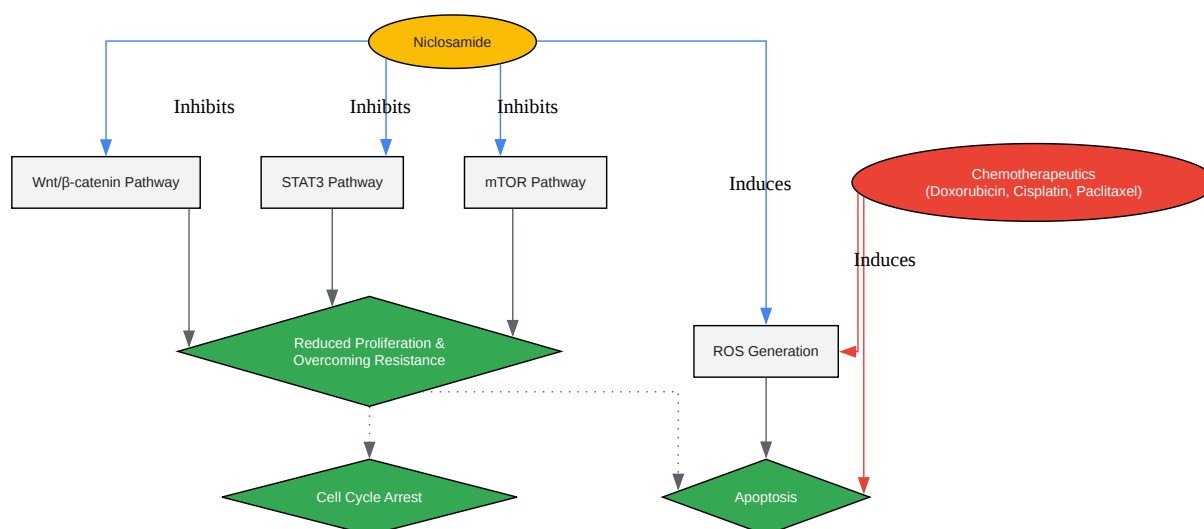 Niclosamide
Inhibits
Inhibits
Inhibits
Wnt/β-catenin Pathway
STAT3 Pathway
mTOR Pathway
Induces
Chemotherapeutics
(Doxorubicin, Cisplatin, Paclitaxel)
Induces
Reduced Proliferation &
Overcoming Resistance
ROS Generation
Cell Cycle Arrest
Apoptosis